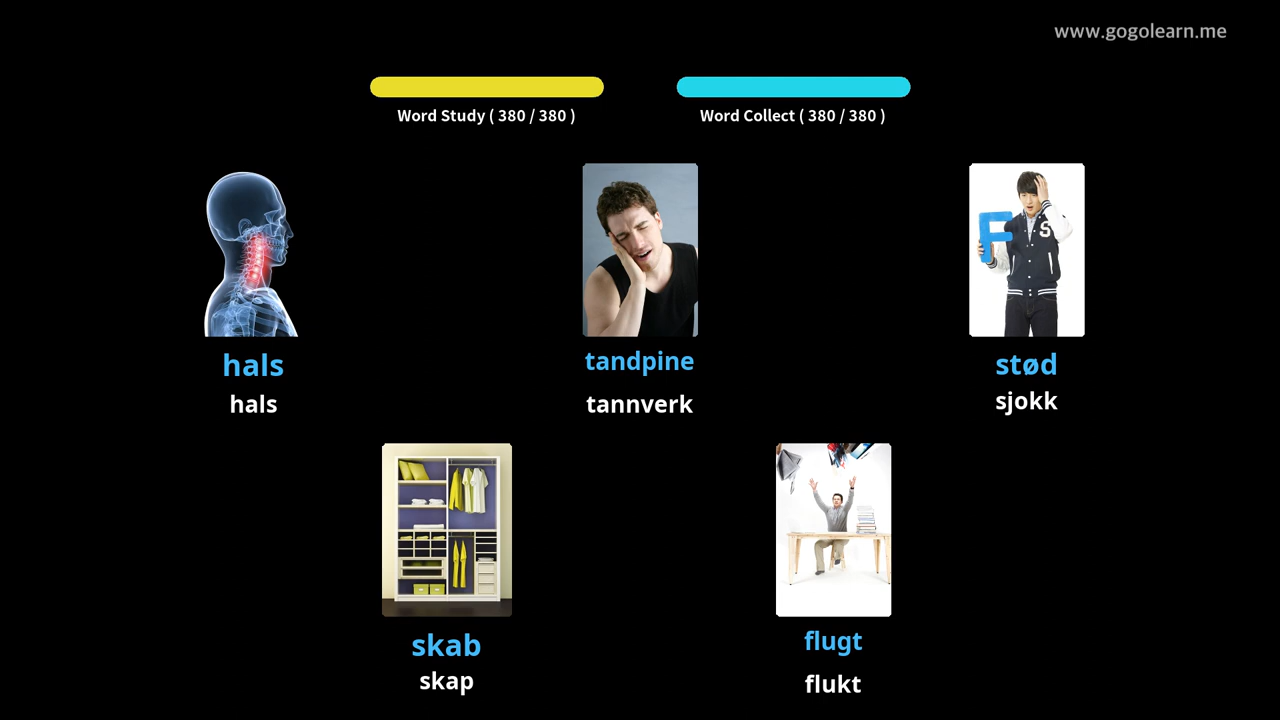 www.gogolearn.me
Word Study ( 380 / 380 )
Word Collect ( 380 / 380 )
F
S
hals
hals
tandpine
tannverk
stød
sjokk
skab
skap
flugt
flukt